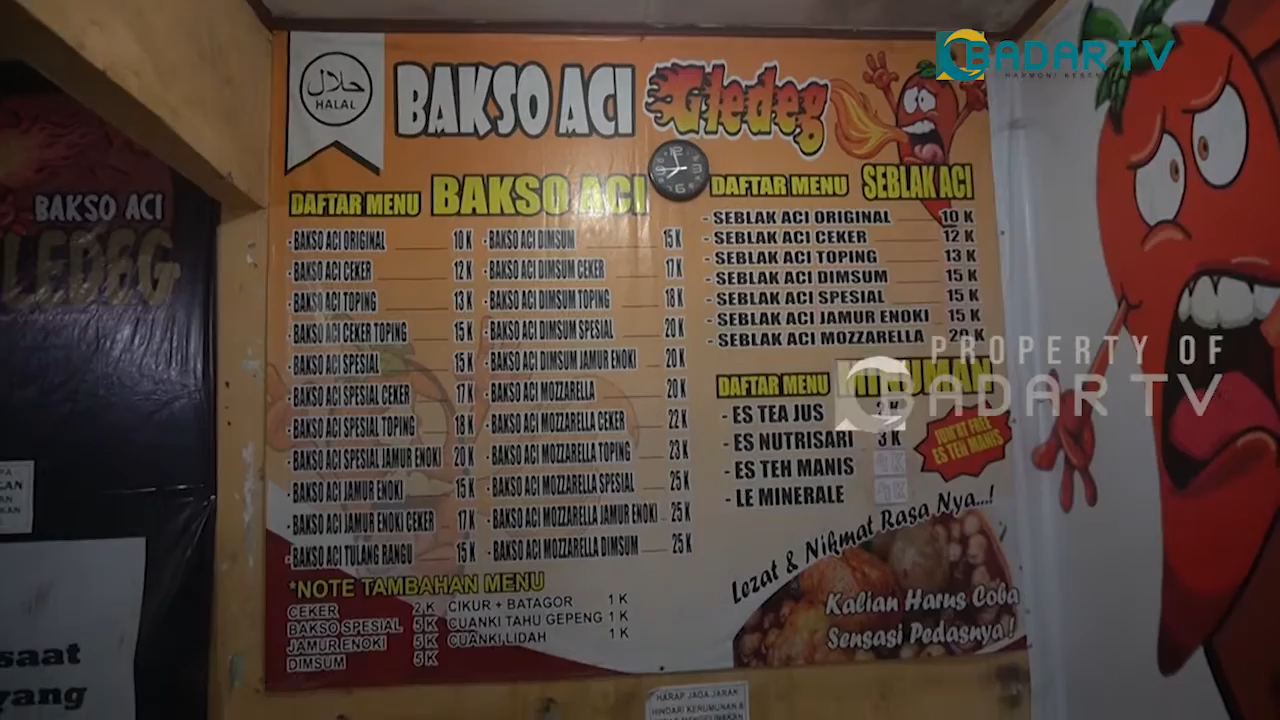 BADAR TV
حلال
HALAL
BAKSO ACI Gledeg
BAKSO ACI
LEDEG
DAFTAR MENU BAKSO ACI
- BAKSO ACI ORIGINAL 10 K
- BAKSO ACI CEKER 12 K
- BAKSO ACI TOPING 13 K
- BAKSO ACI CEKER TOPING 15 K
- BAKSO ACI SPESIAL 15 K
- BAKSO ACI SPESIAL CEKER 17 K
- BAKSO ACI SPESIAL TOPING 18 K
- BAKSO ACI SPESIAL JAMUR ENOKI 20 K
- BAKSO ACI JAMUR ENOKI 15 K
- BAKSO ACI JAMUR ENOKI CEKER 17 K
- BAKSO ACI TULANG RANGU 15 K
- BAKSO ACI DIMSUM 15 K
- BAKSO ACI DIMSUM CEKER 17 K
- BAKSO ACI DIMSUM TOPING 18 K
- BAKSO ACI DIMSUM SPESIAL 20 K
- BAKSO ACI DIMSUM JAMUR ENOKI 20 K
- BAKSO ACI MOZZARELLA 20 K
- BAKSO ACI MOZZARELLA CEKER 22 K
- BAKSO ACI MOZZARELLA TOPING 23 K
- BAKSO ACI MOZZARELLA SPESIAL 25 K
- BAKSO ACI MOZZARELLA JAMUR ENOKI 25 K
- BAKSO ACI MOZZARELLA DIMSUM 25 K
DAFTAR MENU SEBLAK ACI
- SEBLAK ACI ORIGINAL 10 K
- SEBLAK ACI CEKER 12 K
- SEBLAK ACI TOPING 13 K
- SEBLAK ACI DIMSUM 15 K
- SEBLAK ACI SPESIAL 15 K
- SEBLAK ACI JAMUR ENOKI 15 K
- SEBLAK ACI MOZZARELLA 20 K
PROPERTY OF
BADAR TV
DAFTAR MENU MINUMAN
- ES TEA JUS
- ES NUTRISARI 3 K
- ES TEH MANIS
- LE MINERALE
JUM'AT FREE
ES TEH MANIS
Lezat & Nikmat Rasa Nya...!
Kalian Harus Coba
Sensasi Pedasnya !
*NOTE TAMBAHAN MENU
CEKER 2 K
BAKSO SPESIAL 5 K
JAMUR ENOKI 5 K
DIMSUM 5 K
CIKUR + BATAGOR 1 K
CUANKI TAHU GEPENG 1 K
CUANKI LIDAH 1 K
saat
yang
HARAP JAGA JARAK
HINDARI KERUMUNAN &